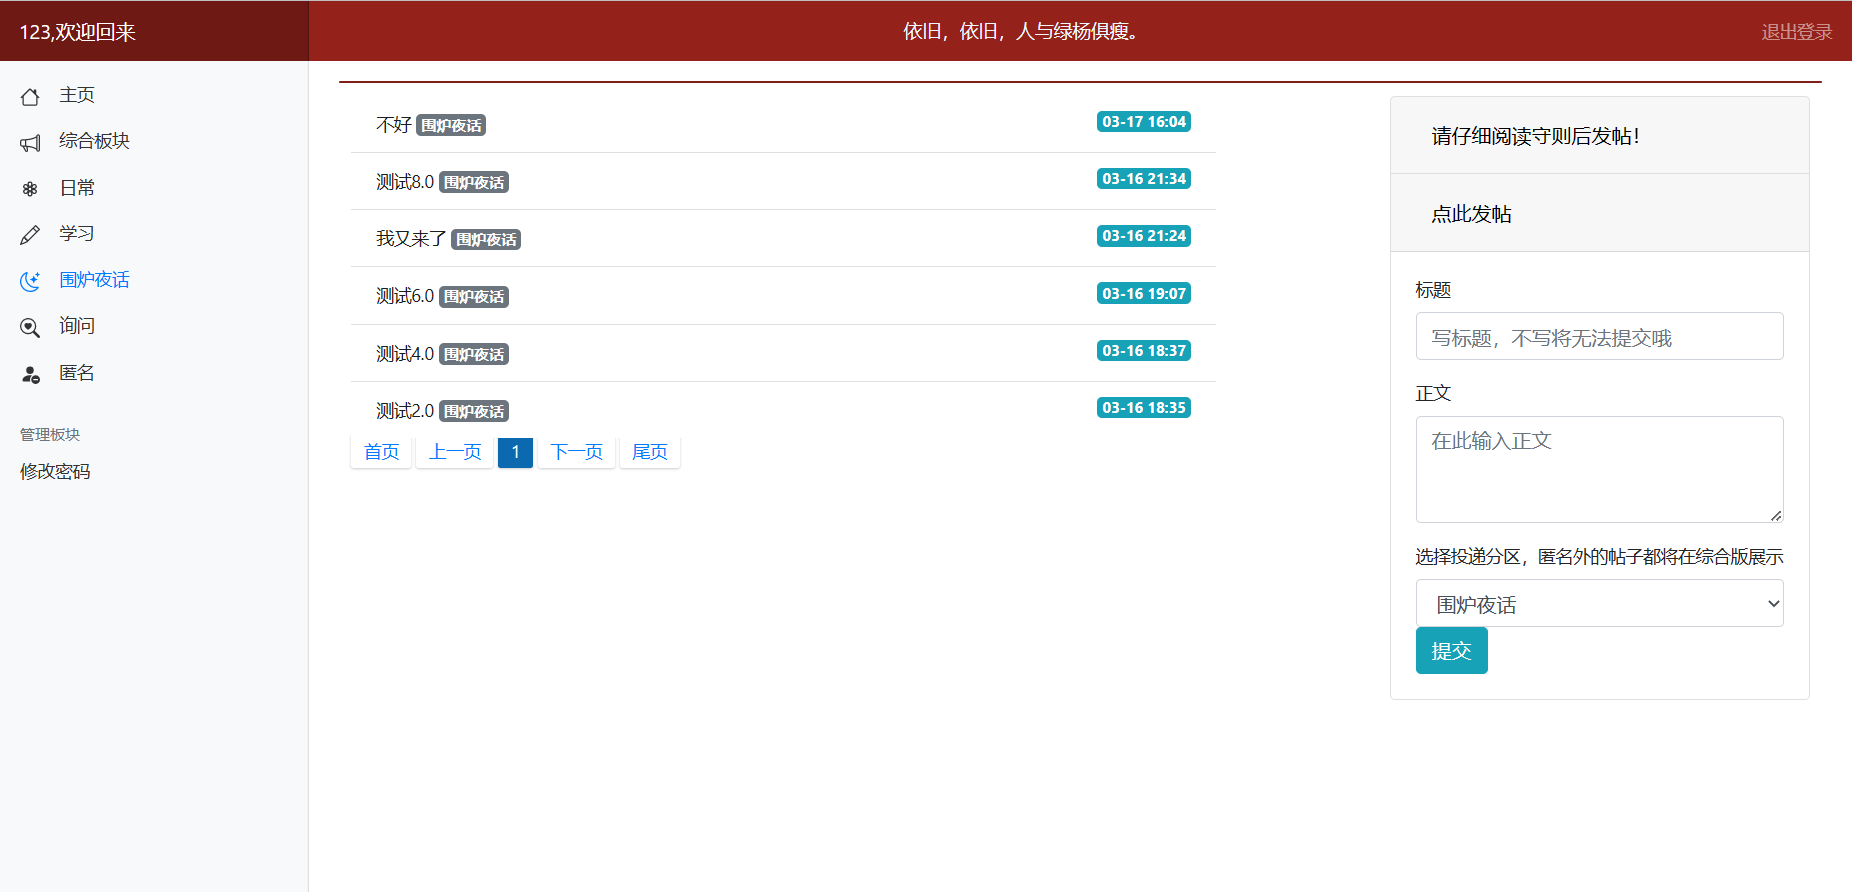 123,欢迎回来
依旧，依旧，人与绿杨俱瘦。
退出登录
主页
综合板块
日常
学习
围炉夜话
询问
匿名
管理板块
修改密码
不好 围炉夜话 03-17 16:04
测试8.0 围炉夜话 03-16 21:34
我又来了 围炉夜话 03-16 21:24
测试6.0 围炉夜话 03-16 19:07
测试4.0 围炉夜话 03-16 18:37
测试2.0 围炉夜话 03-16 18:35
首页 上一页 1 下一页 尾页
请仔细阅读守则后发帖！
点此发帖
标题
写标题，不写将无法提交哦
正文
在此输入正文
选择投递分区，匿名外的帖子都将在综合版展示
围炉夜话
提交